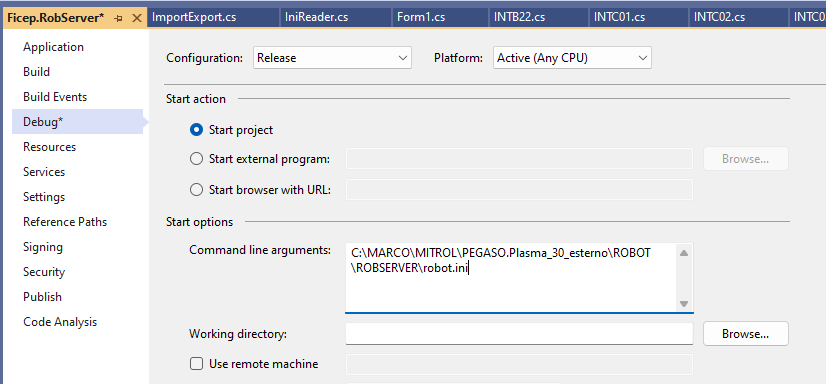 Ficep.RobServer* ImportExport.cs IniReader.cs Form1.cs INTB22.cs INTC01.cs INTC02.cs INTC0
Application
Build
Build Events
Debug*
Resources
Services
Settings
Reference Paths
Signing
Security
Publish
Code Analysis
Configuration: Release Platform: Active (Any CPU)
Start action
Start project
Start external program: Browse...
Start browser with URL:
Start options
Command line arguments: C:\MARCO\MITROL\PEGASO.Plasma_30_esterno\ROBOT
\ROBSERVER\robot.ini
Working directory: Browse...
Use remote machine